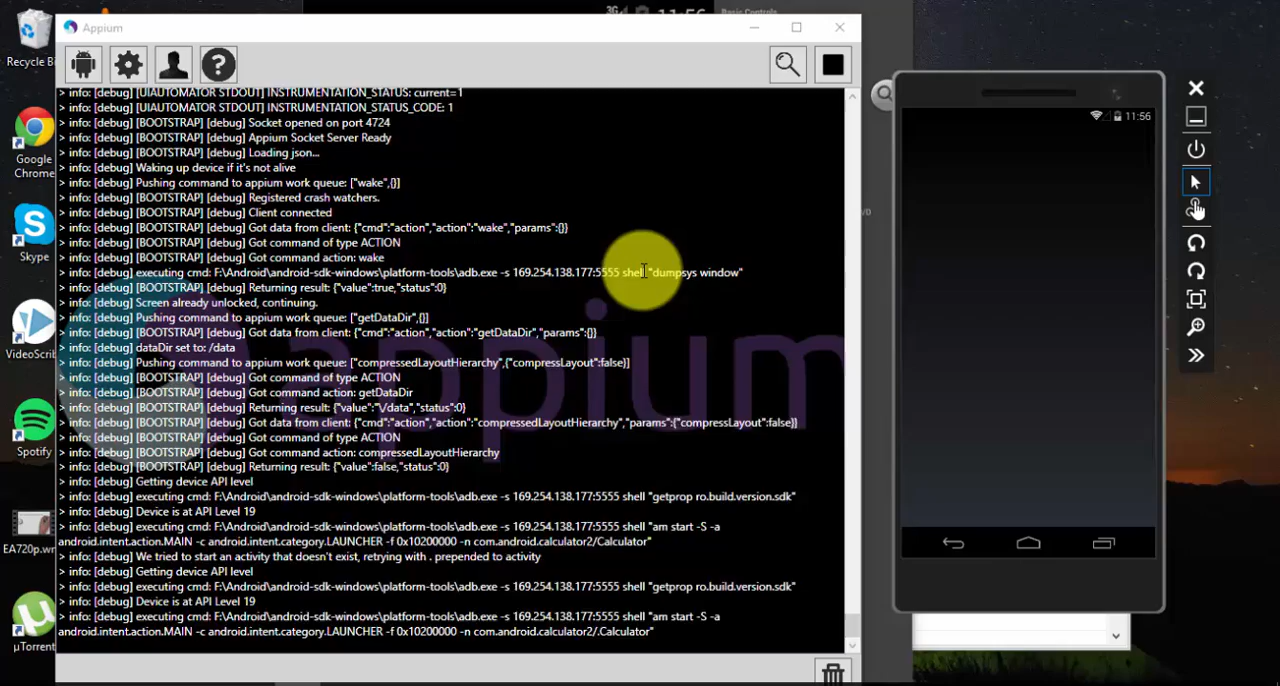 3G 11:56
Basic Controls
Appium
Recycle Bi
> info: [debug] [UIAUTOMATOR STDOUT] INSTRUMENTATION_STATUS: current=1
> info: [debug] [UIAUTOMATOR STDOUT] INSTRUMENTATION_STATUS_CODE: 1
> info: [debug] [BOOTSTRAP] [debug] Socket opened on port 4724
> info: [debug] [BOOTSTRAP] [debug] Appium Socket Server Ready
> info: [debug] [BOOTSTRAP] [debug] Loading json...
> info: [debug] Waking up device if it's not alive
> info: [debug] Pushing command to appium work queue: ["wake",{}]
> info: [debug] [BOOTSTRAP] [debug] Registered crash watchers.
> info: [debug] [BOOTSTRAP] [debug] Client connected
> info: [debug] [BOOTSTRAP] [debug] Got data from client: {"cmd":"action","action":"wake","params":{}}
> info: [debug] [BOOTSTRAP] [debug] Got command of type ACTION
> info: [debug] [BOOTSTRAP] [debug] Got command action: wake
> info: [debug] executing cmd: F:\Android\android-sdk-windows\platform-tools\adb.exe -s 169.254.138.177:5555 shell "dumpsys window"
> info: [debug] [BOOTSTRAP] [debug] Returning result: {"value":true,"status":0}
> info: [debug] Screen already unlocked, continuing.
> info: [debug] Pushing command to appium work queue: ["getDataDir",{}]
> info: [debug] [BOOTSTRAP] [debug] Got data from client: {"cmd":"action","action":"getDataDir","params":{}}
> info: [debug] dataDir set to: /data
> info: [debug] Pushing command to appium work queue: ["compressedLayoutHierarchy",{"compressLayout":false}]
> info: [debug] [BOOTSTRAP] [debug] Got command of type ACTION
> info: [debug] [BOOTSTRAP] [debug] Got command action: getDataDir
> info: [debug] [BOOTSTRAP] [debug] Returning result: {"value":"\/data","status":0}
> info: [debug] [BOOTSTRAP] [debug] Got data from client: {"cmd":"action","action":"compressedLayoutHierarchy","params":{"compressLayout":false}}
> info: [debug] [BOOTSTRAP] [debug] Got command of type ACTION
> info: [debug] [BOOTSTRAP] [debug] Got command action: compressedLayoutHierarchy
> info: [debug] [BOOTSTRAP] [debug] Returning result: {"value":false,"status":0}
> info: [debug] Getting device API level
> info: [debug] executing cmd: F:\Android\android-sdk-windows\platform-tools\adb.exe -s 169.254.138.177:5555 shell "getprop ro.build.version.sdk"
> info: [debug] Device is at API Level 19
> info: [debug] executing cmd: F:\Android\android-sdk-windows\platform-tools\adb.exe -s 169.254.138.177:5555 shell "am start -S -a
android.intent.action.MAIN -c android.intent.category.LAUNCHER -f 0x10200000 -n com.android.calculator2/Calculator"
> info: [debug] We tried to start an activity that doesn't exist, retrying with . prepended to activity
> info: [debug] Getting device API level
> info: [debug] executing cmd: F:\Android\android-sdk-windows\platform-tools\adb.exe -s 169.254.138.177:5555 shell "getprop ro.build.version.sdk"
> info: [debug] Device is at API Level 19
> info: [debug] executing cmd: F:\Android\android-sdk-windows\platform-tools\adb.exe -s 169.254.138.177:5555 shell "am start -S -a
android.intent.action.MAIN -c android.intent.category.LAUNCHER -f 0x10200000 -n com.android.calculator2/.Calculator"
appium
Google
Chrome
Skype
VideoScrib
Spotify
EA720p.wm
µTorrent
11:56